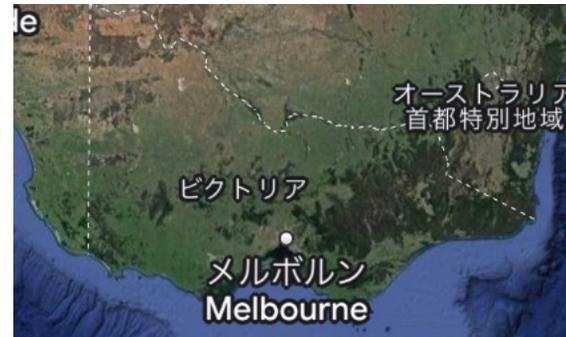 de
オーストラリア
首都特別地域
ビクトリア
メルボルン
Melbourne